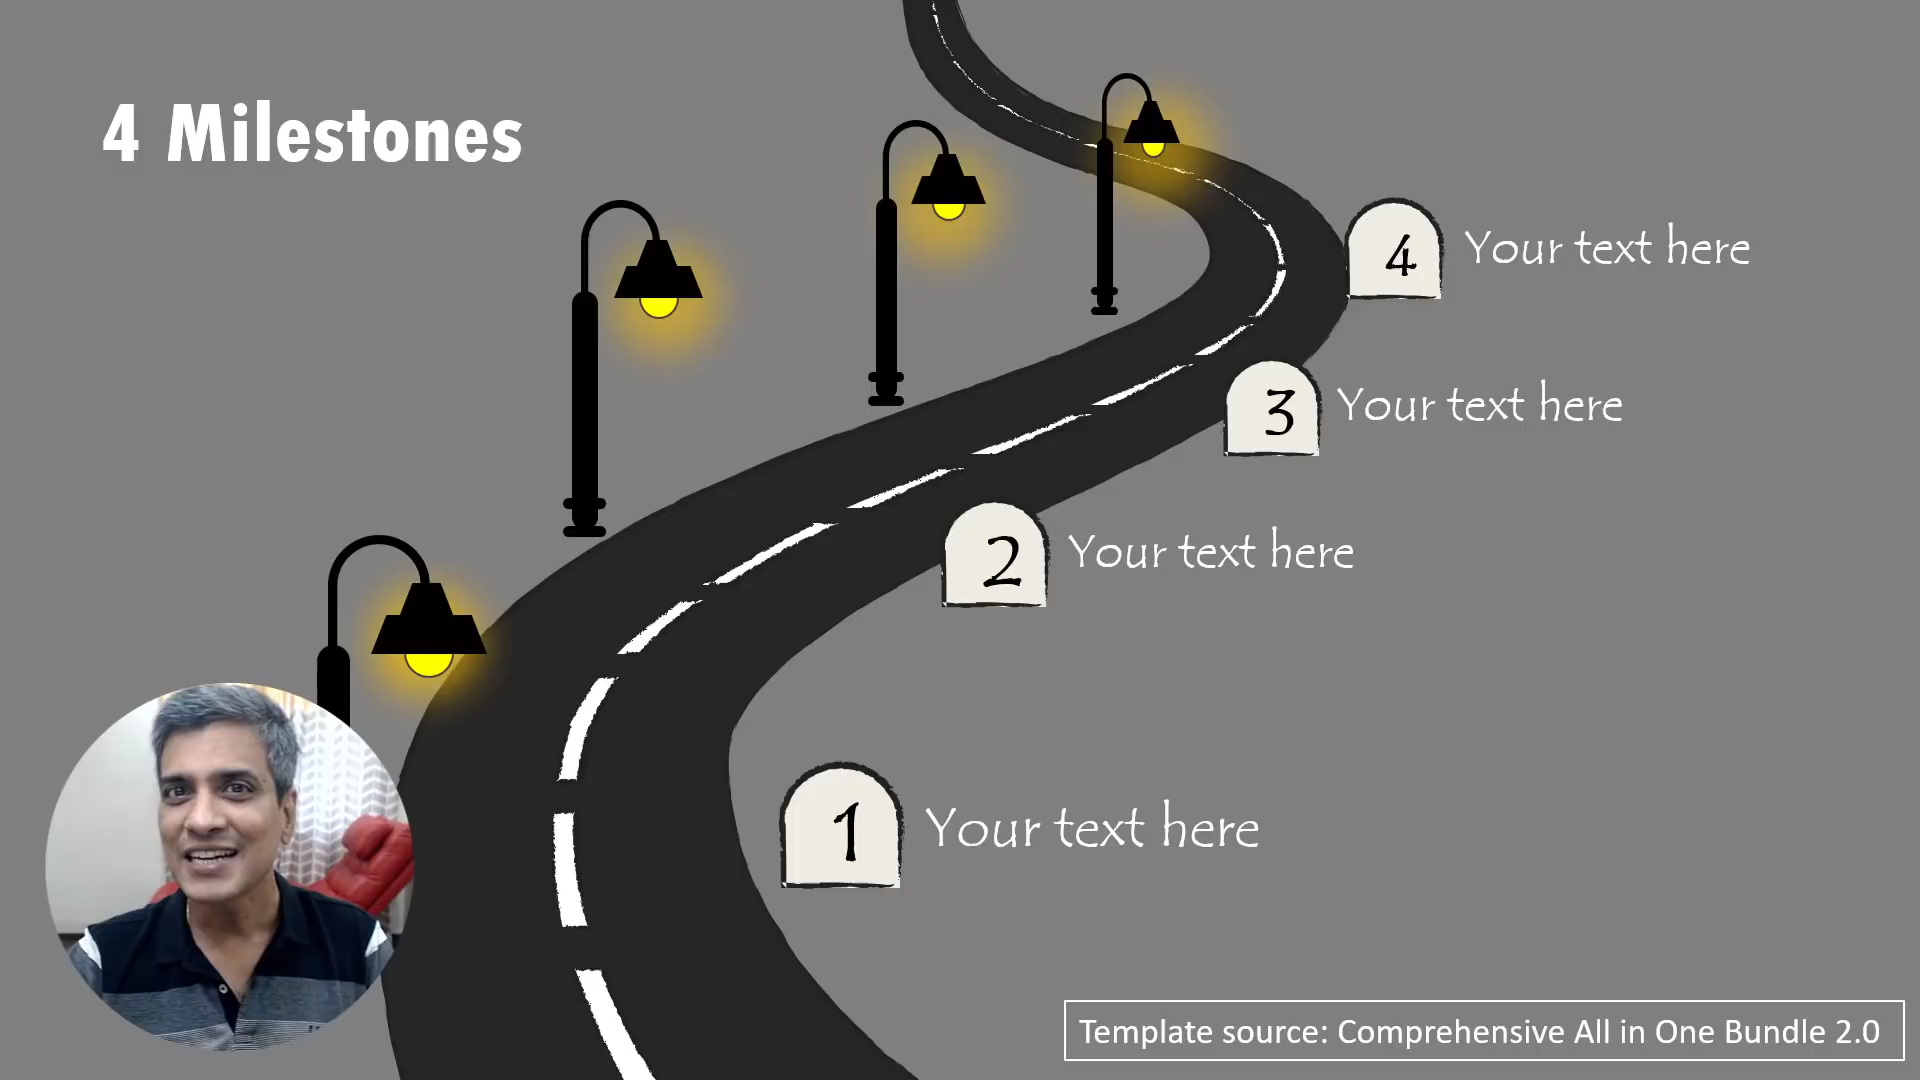 4 Milestones
4 Your text here
3 Your text here
2 Your text here
1 Your text here
Template source: Comprehensive All in One Bundle 2.0